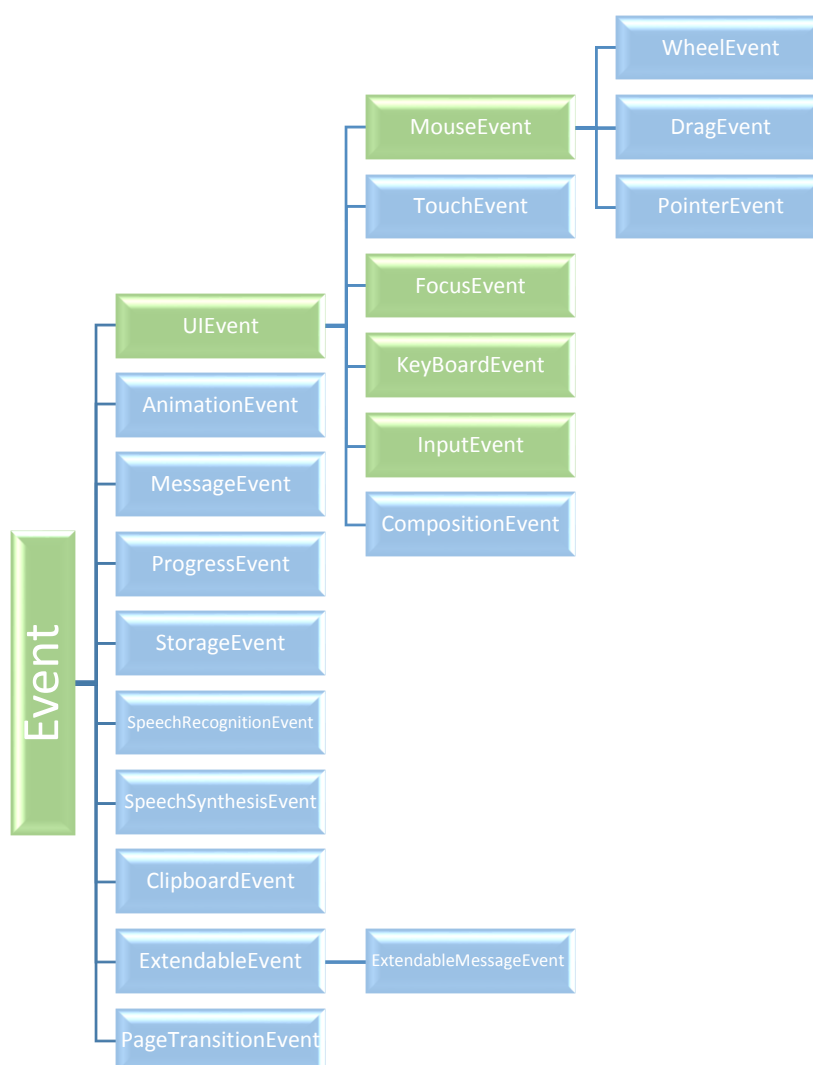 Event
UIEvent
AnimationEvent
MessageEvent
ProgressEvent
StorageEvent
SpeechRecognitionEvent
SpeechSynthesisEvent
ClipboardEvent
ExtendableEvent
PageTransitionEvent
MouseEvent
TouchEvent
FocusEvent
KeyBoardEvent
InputEvent
CompositionEvent
ExtendableMessageEvent
WheelEvent
DragEvent
PointerEvent